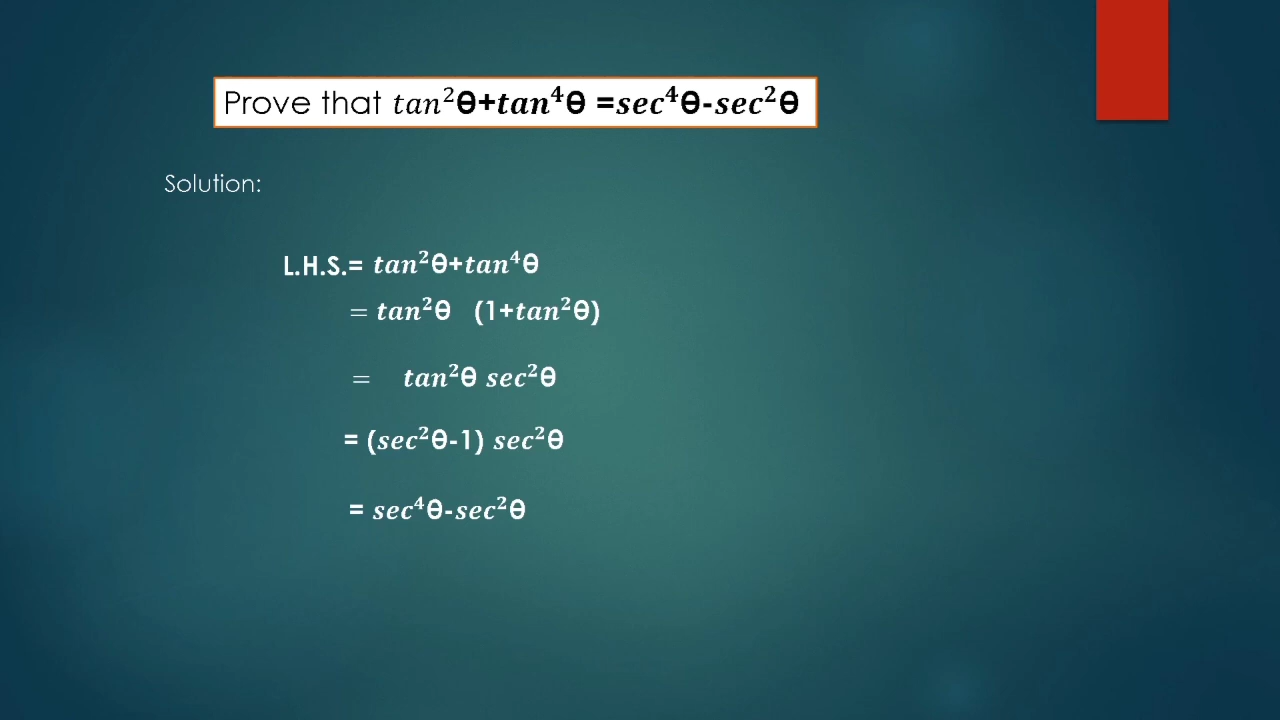 Prove that tan²θ+tan⁴θ =sec⁴θ-sec²θ
Solution:
L.H.S.= tan²θ+tan⁴θ
= tan²θ (1+tan²θ)
= tan²θ sec²θ
= (sec²θ-1) sec²θ
= sec⁴θ-sec²θ